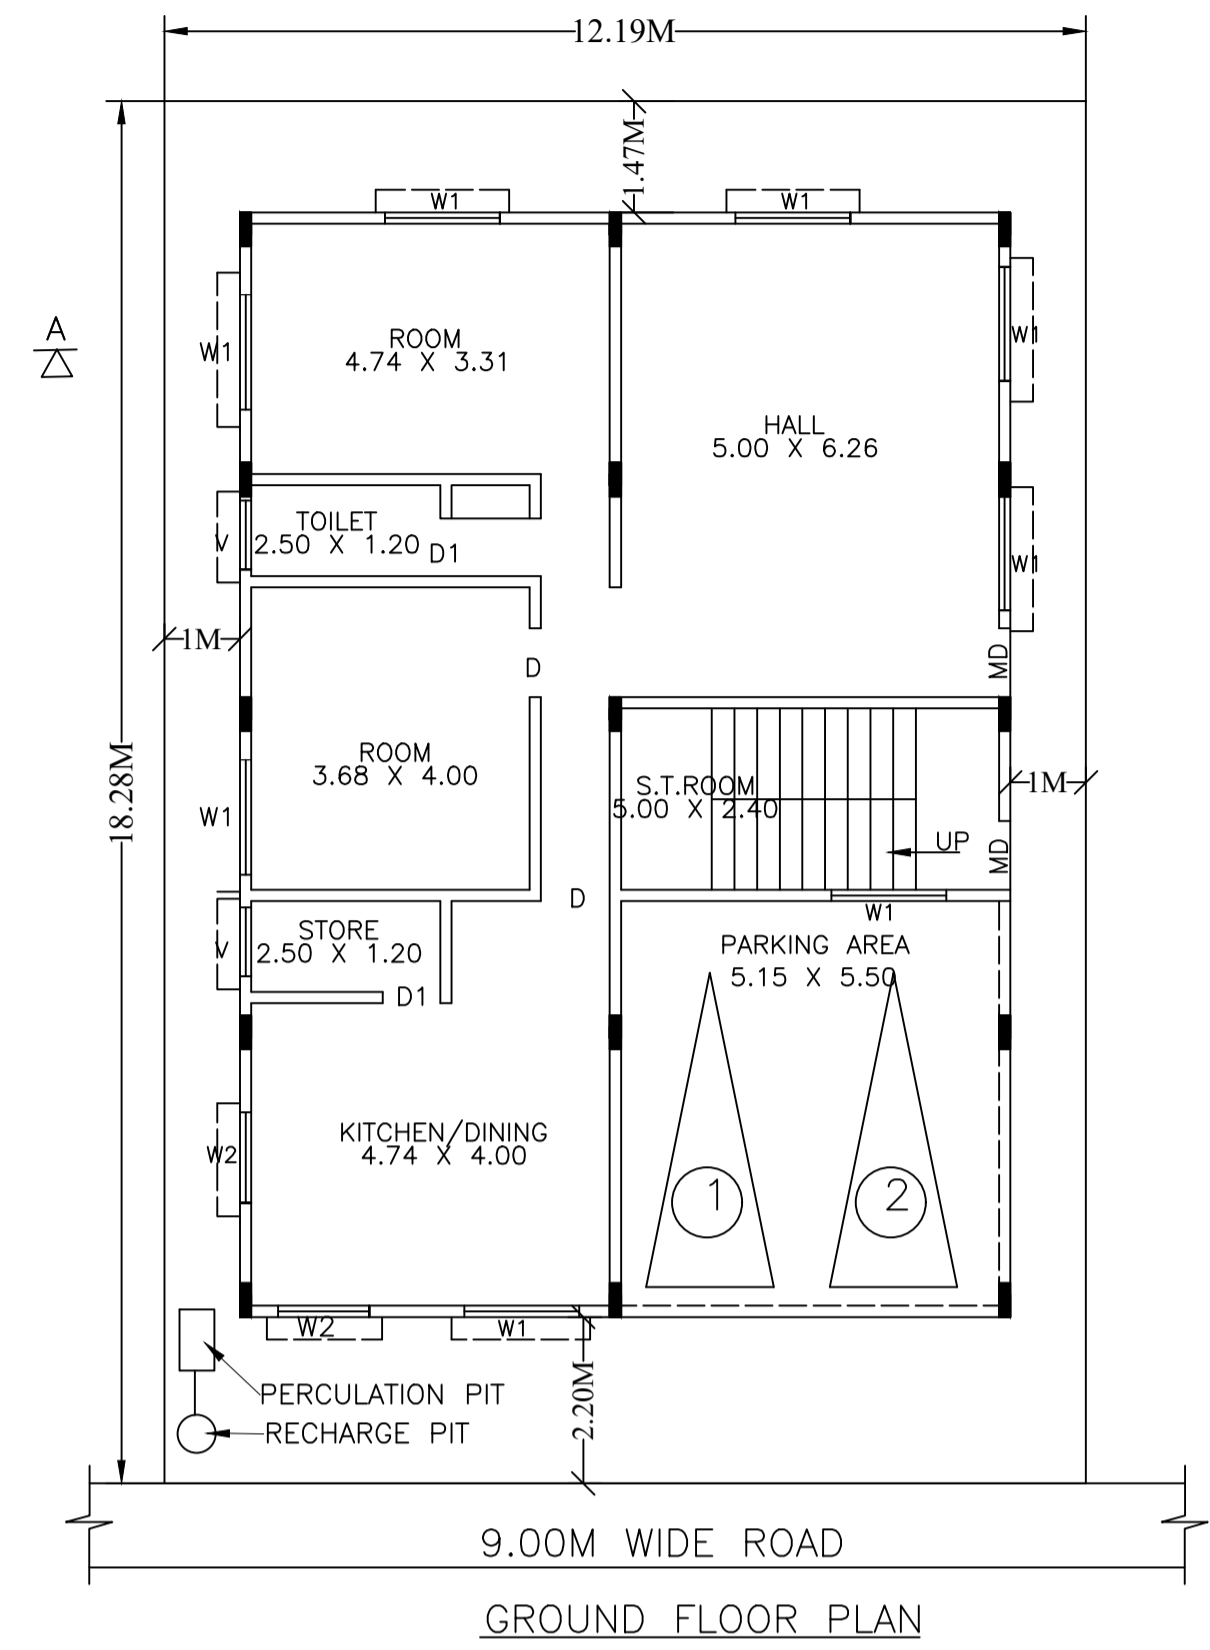 12.19M
1.47M
W1
W1
A
W1
ROOM
4.74 X 3.31
W1
HALL
5.00 X 6.26
V
TOILET
2.50 X 1.20
D1
W1
1M
D
MD
18.28M
ROOM
3.68 X 4.00
S.T.ROOM
5.00 X 2.40
1M
W1
UP
MD
D
W1
V
STORE
2.50 X 1.20
PARKING AREA
5.15 X 5.50
D1
KITCHEN/DINING
4.74 X 4.00
W2
1
2
W2
W1
2.20M
PERCULATION PIT
RECHARGE PIT
9.00M WIDE ROAD
GROUND FLOOR PLAN